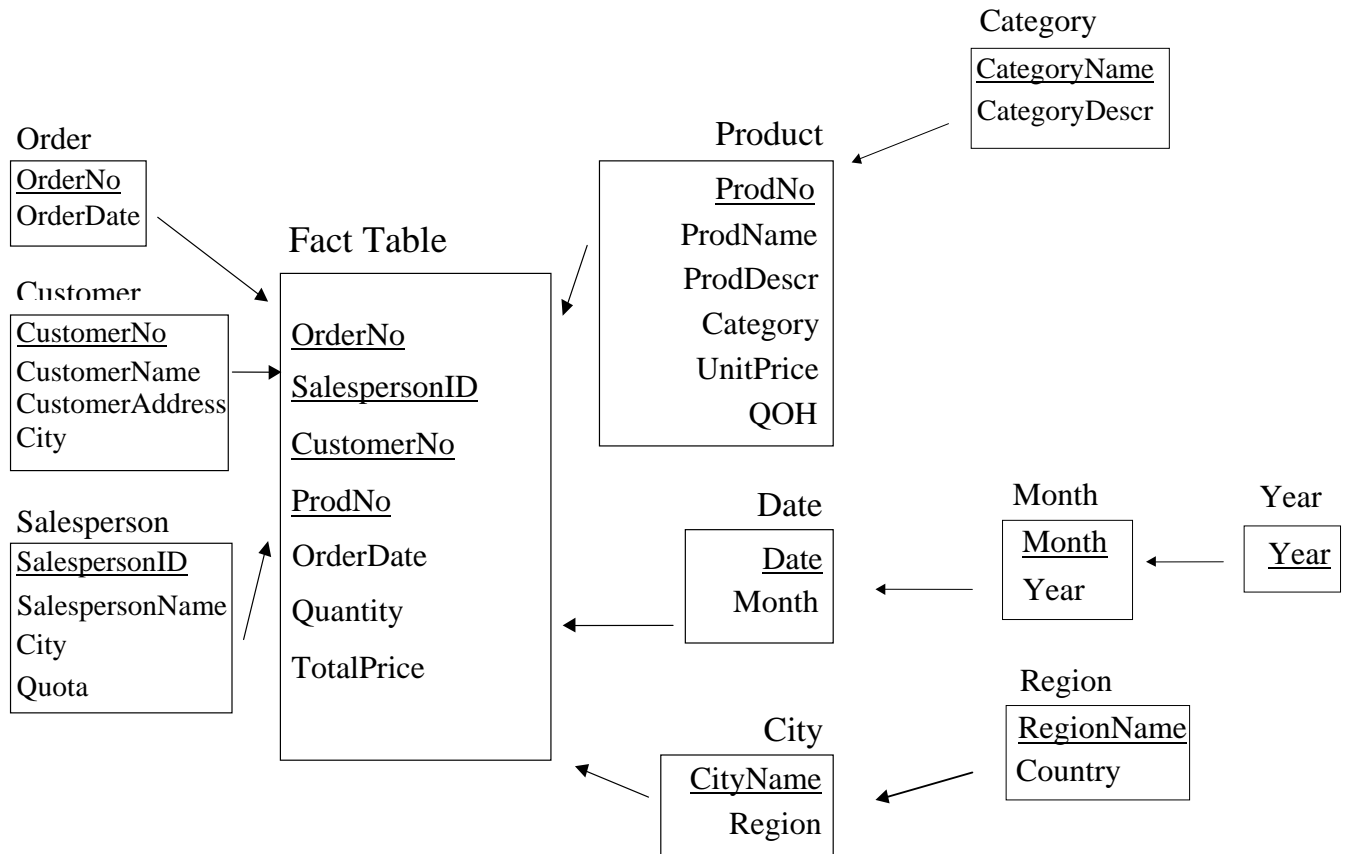 Category
CategoryName
CategoryDescr
Order
OrderNo
OrderDate
Customer
CustomerNo
CustomerName
CustomerAddress
City
Salesperson
SalespersonID
SalespersonName
City
Quota
Fact Table
OrderNo
SalespersonID
CustomerNo
ProdNo
OrderDate
Quantity
TotalPrice
Product
ProdNo
ProdName
ProdDescr
Category
UnitPrice
QOH
Date
Date
Month
Month
Month
Year
Year
Year
City
CityName
Region
Region
RegionName
Country